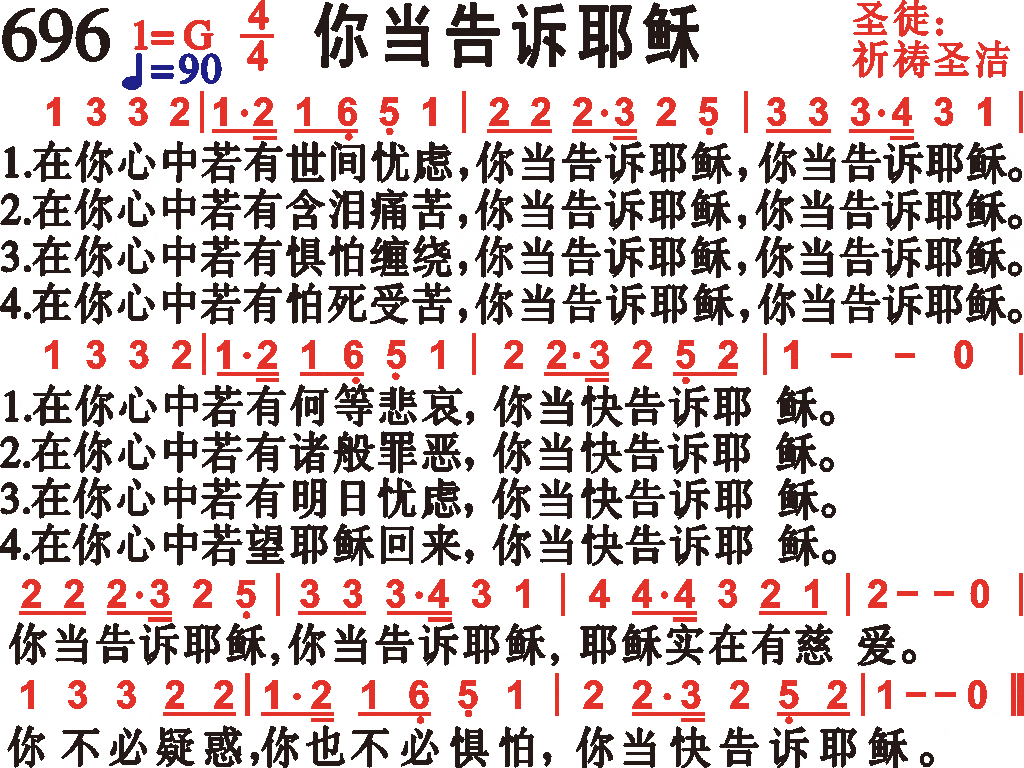 696 1=G 4/4 你当告诉耶稣 圣徒：
♩=90 祈祷圣洁
1 3 3 2 | 1·2 1 6 5 1 | 2 2 2·3 2 5 | 3 3 3·4 3 1 |
1.在你心中若有世间忧虑，你当告诉耶稣，你当告诉耶稣。
2.在你心中若有含泪痛苦，你当告诉耶稣，你当告诉耶稣。
3.在你心中若有惧怕缠绕，你当告诉耶稣，你当告诉耶稣。
4.在你心中若有怕死受苦，你当告诉耶稣，你当告诉耶稣。
1 3 3 2 | 1·2 1 6 5 1 | 2 2·3 2 5 2 | 1 － － 0 |
1.在你心中若有何等悲哀，你当快告诉耶 稣。
2.在你心中若有诸般罪恶，你当快告诉耶 稣。
3.在你心中若有明日忧虑，你当快告诉耶 稣。
4.在你心中若望耶稣回来，你当快告诉耶 稣。
2 2 2·3 2 5 | 3 3 3·4 3 1 | 4 4·4 3 2 1 | 2－－0 |
你当告诉耶稣，你当告诉耶稣，耶稣实在有慈 爱。
1 3 3 2 2 | 1·2 1 6 5 1 | 2 2·3 2 5 2 | 1－－0 ‖
你 不必疑惑，你也不必惧怕，你当快告诉耶稣。